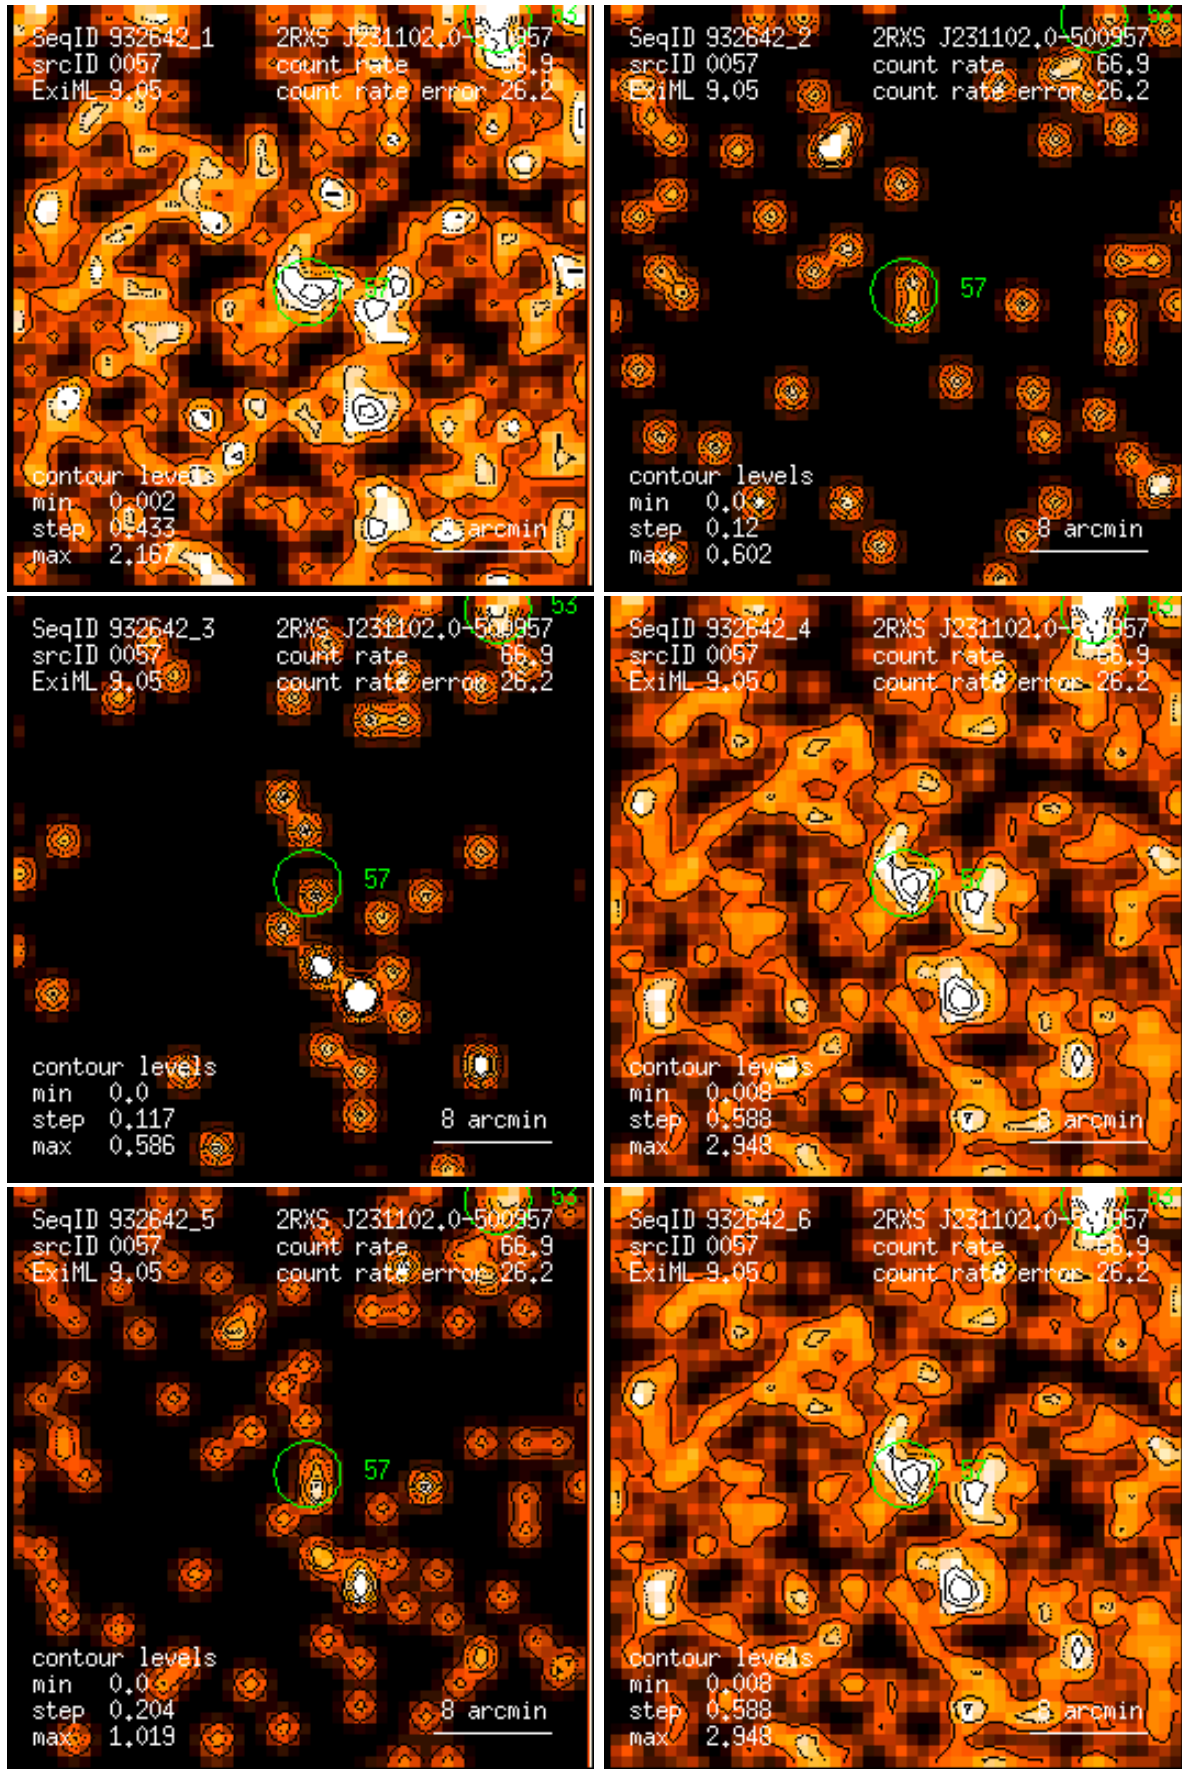 53
SeqID 932642_1 2RXS J231102.0-500957
srcID 0057 count rate 66.9
ExiML 9.05 count rate error 26.2
57
contour levels
min 0.002
step 0.433
max 2.167
8 arcmin
53
SeqID 932642_2 2RXS J231102.0-500957
srcID 0057 count rate 66.9
ExiML 9.05 count rate error 26.2
57
contour levels
min 0.0
step 0.12
max 0.602
8 arcmin
53
SeqID 932642_3 2RXS J231102.0-500957
srcID 0057 count rate 66.9
ExiML 9.05 count rate error 26.2
57
contour levels
min 0.0
step 0.117
max 0.586
8 arcmin
53
SeqID 932642_4 2RXS J231102.0-500957
srcID 0057 count rate 66.9
ExiML 9.05 count rate error 26.2
57
contour levels
min 0.008
step 0.588
max 2.948
8 arcmin
53
SeqID 932642_5 2RXS J231102.0-500957
srcID 0057 count rate 66.9
ExiML 9.05 count rate error 26.2
57
contour levels
min 0.0
step 0.204
max 1.019
8 arcmin
53
SeqID 932642_6 2RXS J231102.0-500957
srcID 0057 count rate 66.9
ExiML 9.05 count rate error 26.2
57
contour levels
min 0.008
step 0.588
max 2.948
8 arcmin